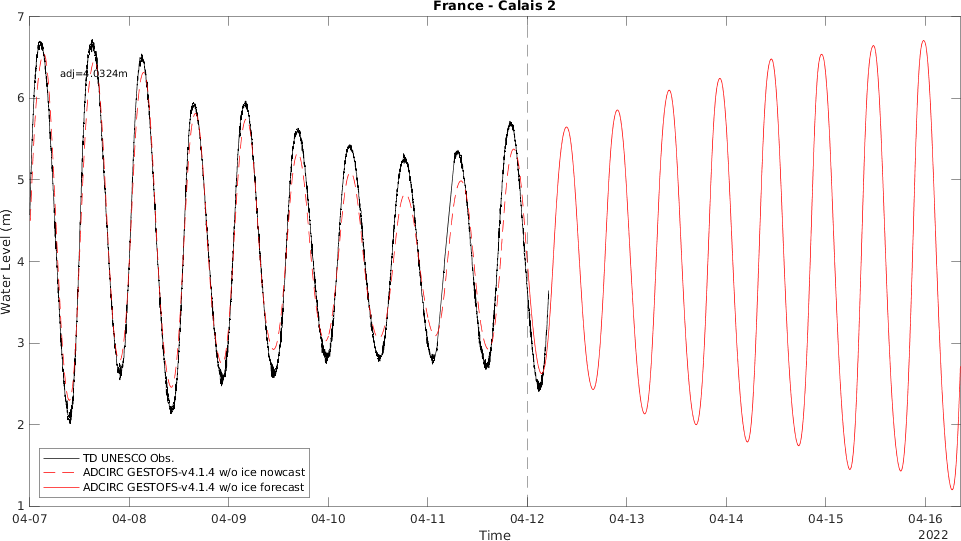 France - Calais 2
7
6
5
4
3
2
1
Water Level (m)
adj=4.0324m
TD UNESCO Obs.
ADCIRC GESTOFS-v4.1.4 w/o ice nowcast
ADCIRC GESTOFS-v4.1.4 w/o ice forecast
04-07 04-08 04-09 04-10 04-11 04-12 04-13 04-14 04-15 04-16
Time
2022